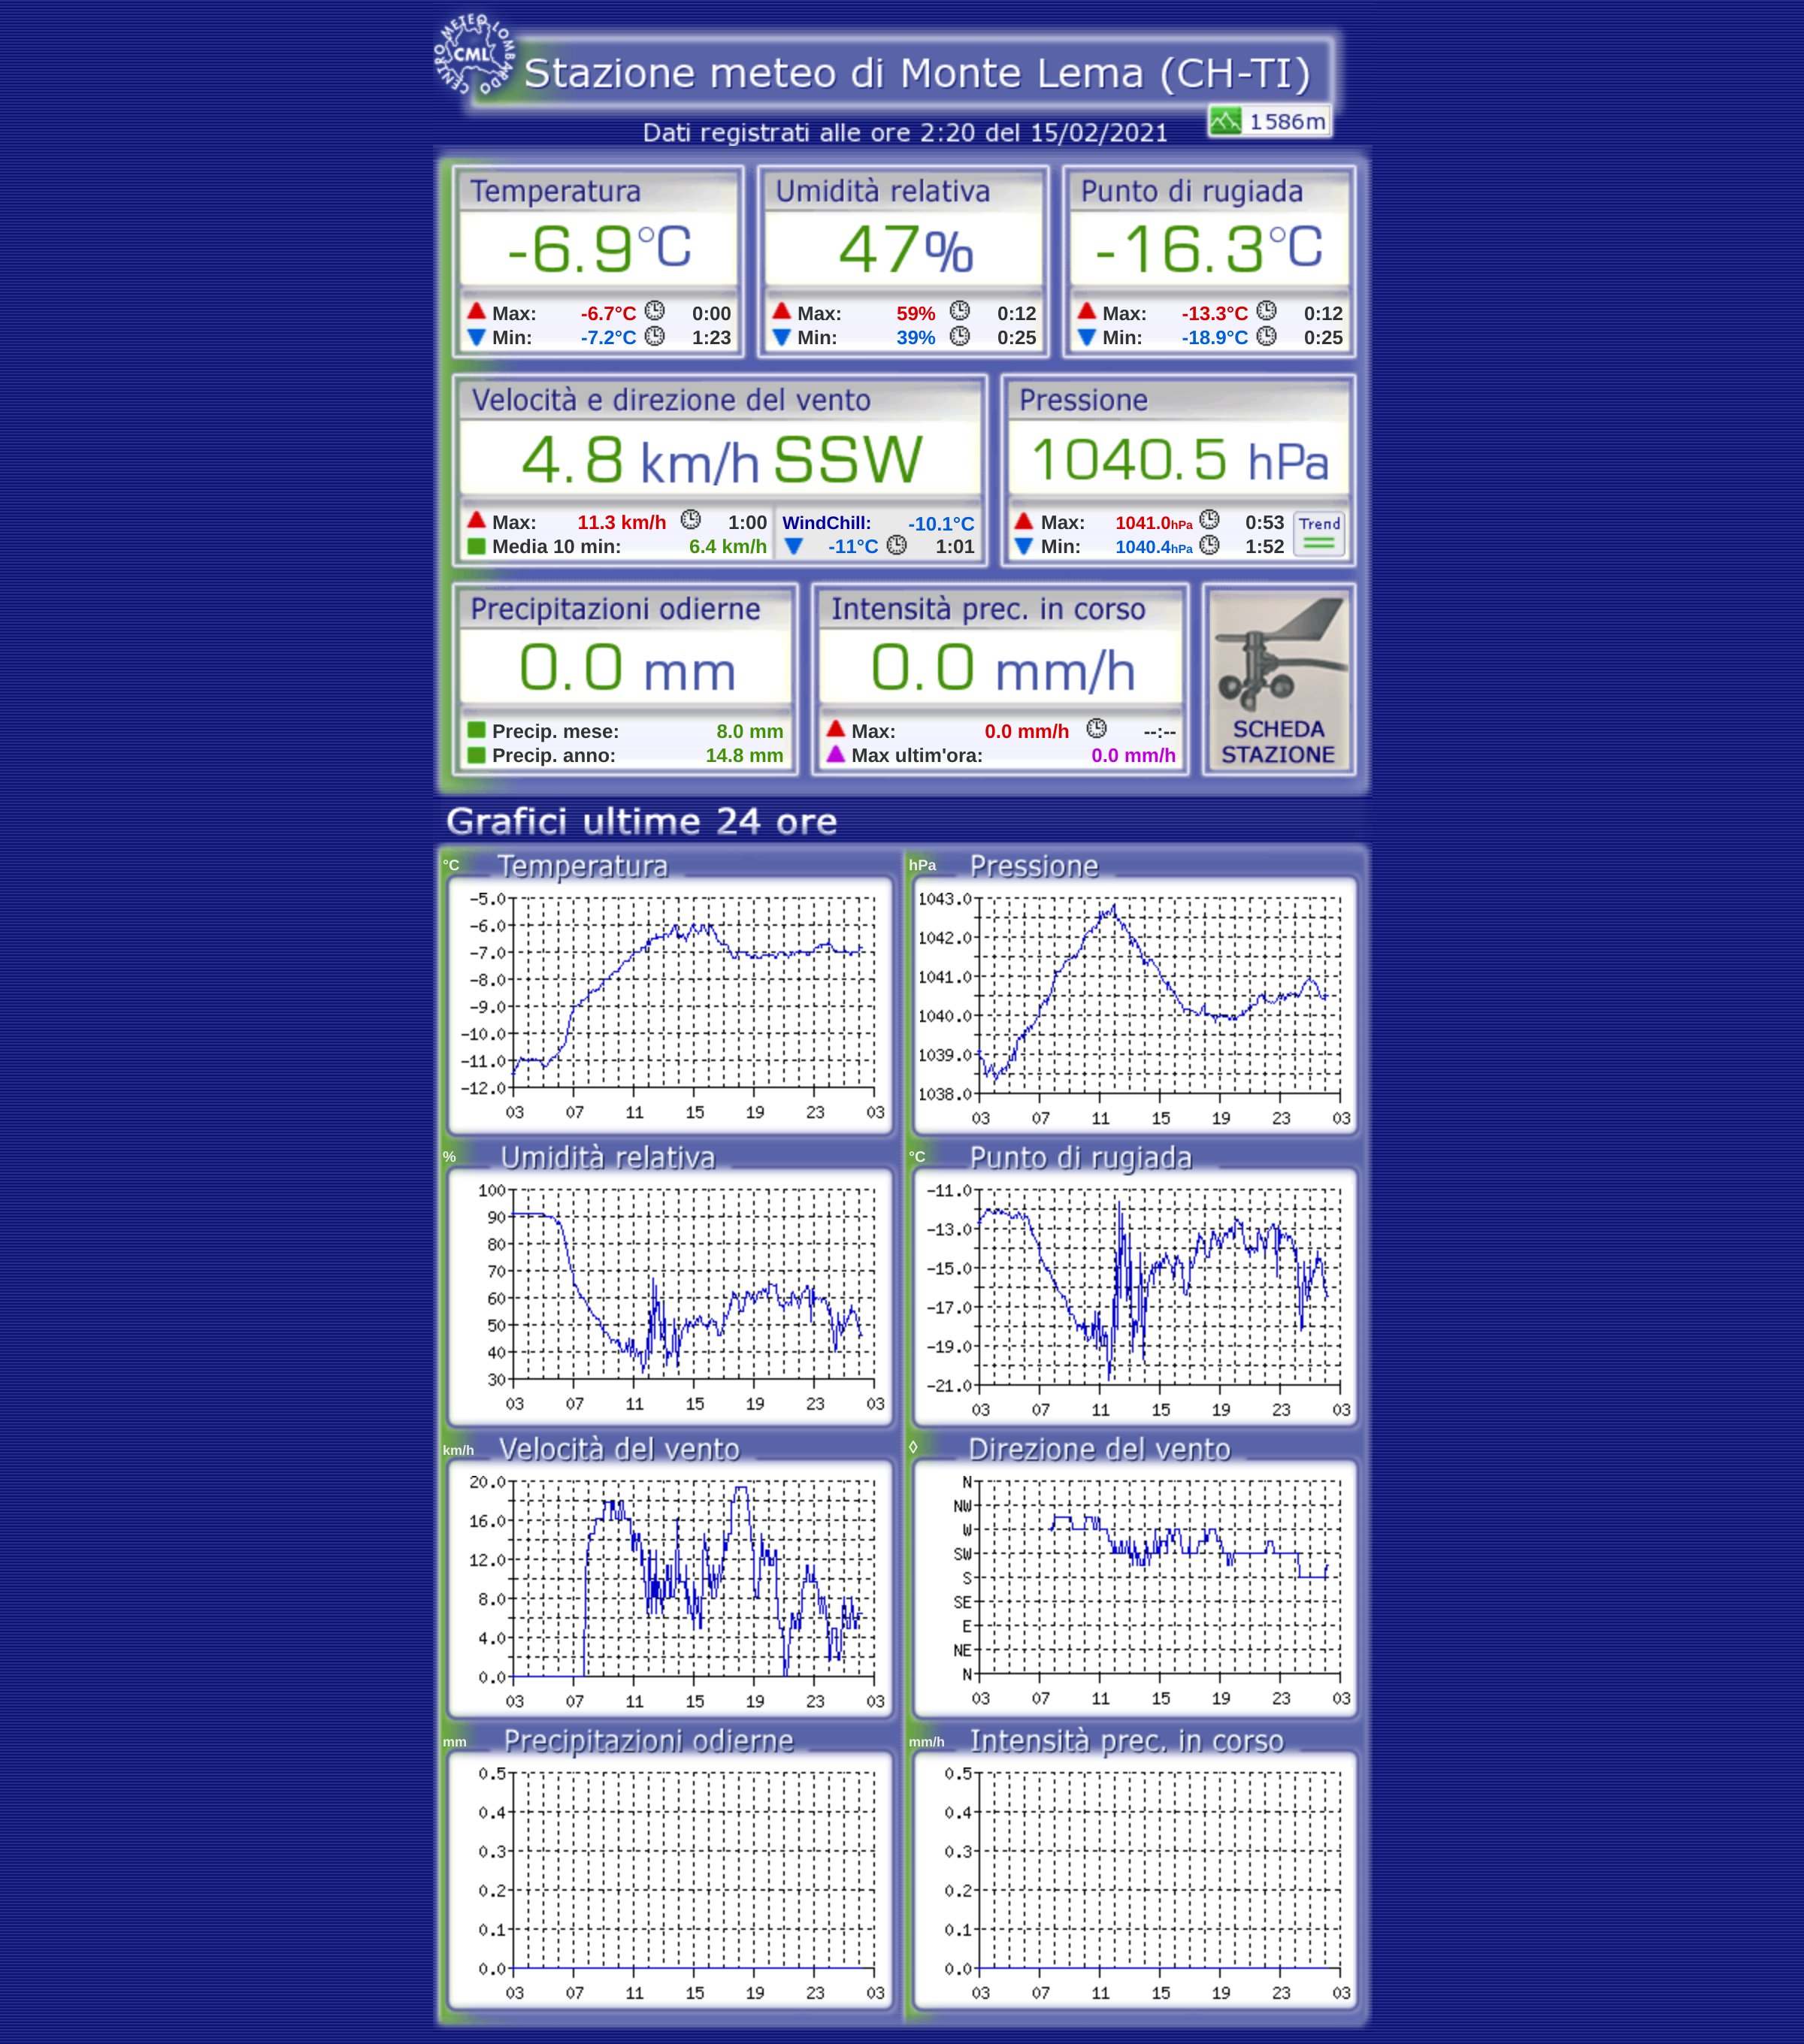 CENTRO METEO LOMBARDO
CML
Stazione meteo di Monte Lema (CH-TI)
1586m
Dati registrati alle ore 2:20 del 15/02/2021
Temperatura
-6.9°C
Max: -6.7°C 0:00
Min: -7.2°C 1:23
Umidità relativa
47%
Max: 59% 0:12
Min: 39% 0:25
Punto di rugiada
-16.3°C
Max: -13.3°C 0:12
Min: -18.9°C 0:25
Velocità e direzione del vento
4.8 km/h SSW
Max: 11.3 km/h 1:00
Media 10 min: 6.4 km/h
WindChill: -10.1°C
-11°C 1:01
Pressione
1040.5 hPa
Max: 1041.0hPa 0:53
Min: 1040.4hPa 1:52
Trend
Precipitazioni odierne
0.0 mm
Precip. mese: 8.0 mm
Precip. anno: 14.8 mm
Intensità prec. in corso
0.0 mm/h
Max: 0.0 mm/h --:--
Max ultim'ora: 0.0 mm/h
SCHEDA
STAZIONE
Grafici ultime 24 ore
°C Temperatura
-5.0
-6.0
-7.0
-8.0
-9.0
-10.0
-11.0
-12.0
03 07 11 15 19 23 03
hPa Pressione
1043.0
1042.0
1041.0
1040.0
1039.0
1038.0
03 07 11 15 19 23 03
% Umidità relativa
100
90
80
70
60
50
40
30
03 07 11 15 19 23 03
°C Punto di rugiada
-11.0
-13.0
-15.0
-17.0
-19.0
-21.0
03 07 11 15 19 23 03
km/h Velocità del vento
20.0
16.0
12.0
8.0
4.0
0.0
03 07 11 15 19 23 03
◊ Direzione del vento
N
NW
W
SW
S
SE
E
NE
N
03 07 11 15 19 23 03
mm Precipitazioni odierne
0.5
0.4
0.3
0.2
0.1
0.0
03 07 11 15 19 23 03
mm/h Intensità prec. in corso
0.5
0.4
0.3
0.2
0.1
0.0
03 07 11 15 19 23 03